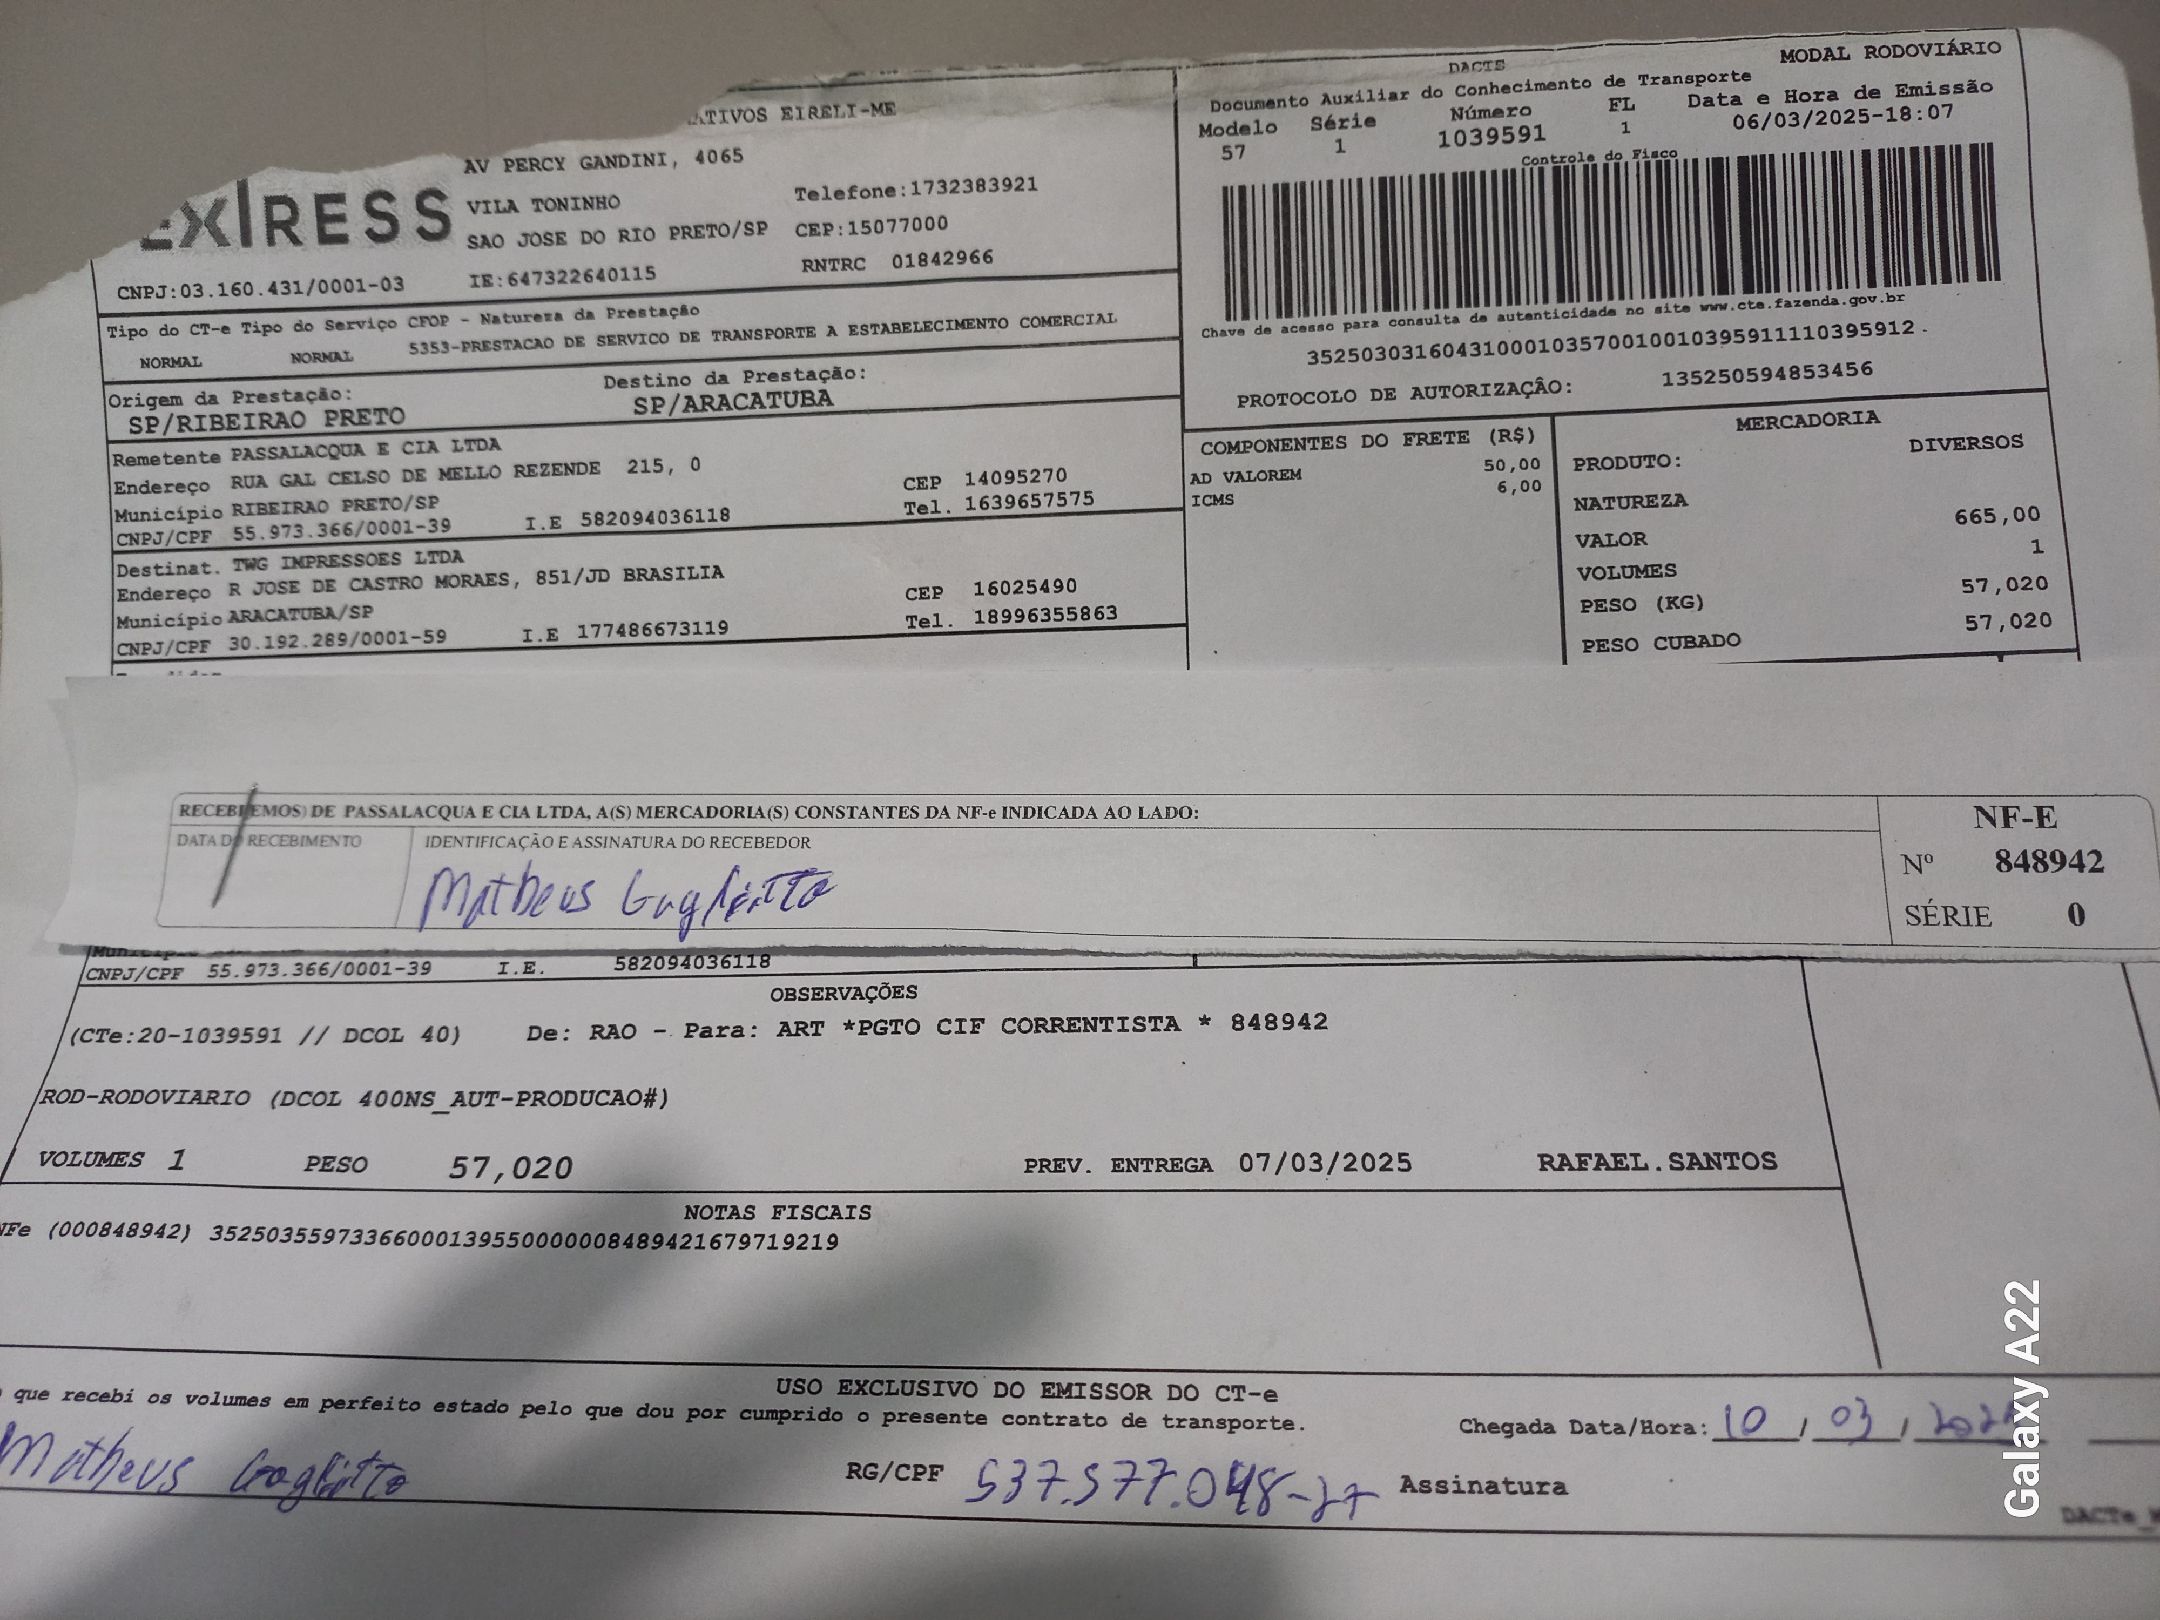 MODAL RODOVIÁRIO
DACTE
Documento Auxiliar do Conhecimento de Transporte
Modelo Série Número FL Data e Hora de Emissão
57 1 1039591 1 06/03/2025-18:07
Controle do Fisco
ATIVOS EIRELI-ME
AV PERCY GANDINI, 4065
VILA TONINHO Telefone:1732383921
SAO JOSE DO RIO PRETO/SP CEP:15077000
CNPJ:03.160.431/0001-03 IE:647322640115 RNTRC 01842966
EXPRESS
Chave de acesso para consulta de autenticidade no site www.cte.fazenda.gov.br
35250303160431000103570010010395911110395912.
PROTOCOLO DE AUTORIZAÇÃO: 135250594853456
Tipo do CT-e Tipo do Serviço CFOP - Natureza da Prestação
NORMAL NORMAL 5353-PRESTACAO DE SERVICO DE TRANSPORTE A ESTABELECIMENTO COMERCIAL
Origem da Prestação: Destino da Prestação:
SP/RIBEIRAO PRETO SP/ARACATUBA
Remetente PASSALACQUA E CIA LTDA
Endereço RUA GAL CELSO DE MELLO REZENDE 215, 0 CEP 14095270
Município RIBEIRAO PRETO/SP Tel. 1639657575
CNPJ/CPF 55.973.366/0001-39 I.E 582094036118
Destinat. TWG IMPRESSOES LTDA
Endereço R JOSE DE CASTRO MORAES, 851/JD BRASILIA CEP 16025490
Município ARACATUBA/SP Tel. 18996355863
CNPJ/CPF 30.192.289/0001-59 I.E 177486673119
COMPONENTES DO FRETE (R$)
AD VALOREM 50,00
ICMS 6,00
MERCADORIA
PRODUTO: DIVERSOS
NATUREZA
VALOR 665,00
VOLUMES 1
PESO (KG) 57,020
PESO CUBADO 57,020
RECEBEMOS) DE PASSALACQUA E CIA LTDA, A(S) MERCADORIA(S) CONSTANTES DA NF-e INDICADA AO LADO:
DATA DO RECEBIMENTO IDENTIFICAÇÃO E ASSINATURA DO RECEBEDOR
Matheus Gagliotto
NF-E
Nº 848942
SÉRIE 0
CNPJ/CPF 55.973.366/0001-39 I.E. 582094036118
OBSERVAÇÕES
(CTe:20-1039591 // DCOL 40) De: RAO - Para: ART *PGTO CIF CORRENTISTA * 848942
ROD-RODOVIARIO (DCOL 400NS_AUT-PRODUCAO#)
VOLUMES 1 PESO 57,020 PREV. ENTREGA 07/03/2025 RAFAEL.SANTOS
NOTAS FISCAIS
NFe (000848942) 35250355973366000139550000008489421679719219
USO EXCLUSIVO DO EMISSOR DO CT-e
que recebi os volumes em perfeito estado pelo que dou por cumprido o presente contrato de transporte.
Chegada Data/Hora: 10 / 03 /
Matheus Gagliotto
RG/CPF 537.577.048-27 Assinatura
Galaxy A22